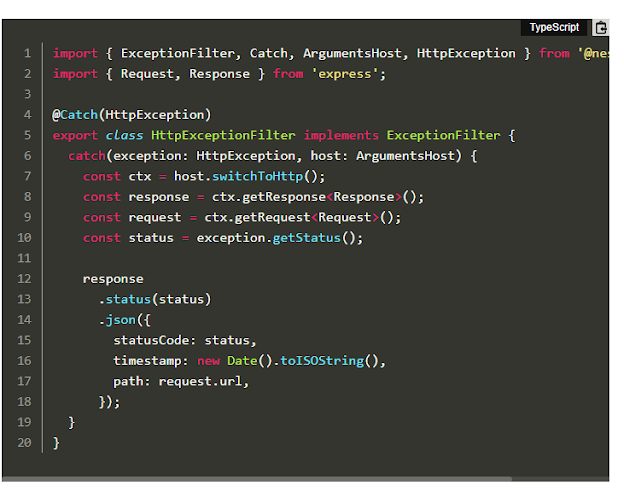 TypeScript
1 import { ExceptionFilter, Catch, ArgumentsHost, HttpException } from '@nes
2 import { Request, Response } from 'express';
3
4 @Catch(HttpException)
5 export class HttpExceptionFilter implements ExceptionFilter {
6   catch(exception: HttpException, host: ArgumentsHost) {
7     const ctx = host.switchToHttp();
8     const response = ctx.getResponse<Response>();
9     const request = ctx.getRequest<Request>();
10     const status = exception.getStatus();
11
12     response
13       .status(status)
14       .json({
15         statusCode: status,
16         timestamp: new Date().toISOString(),
17         path: request.url,
18       });
19   }
20 }